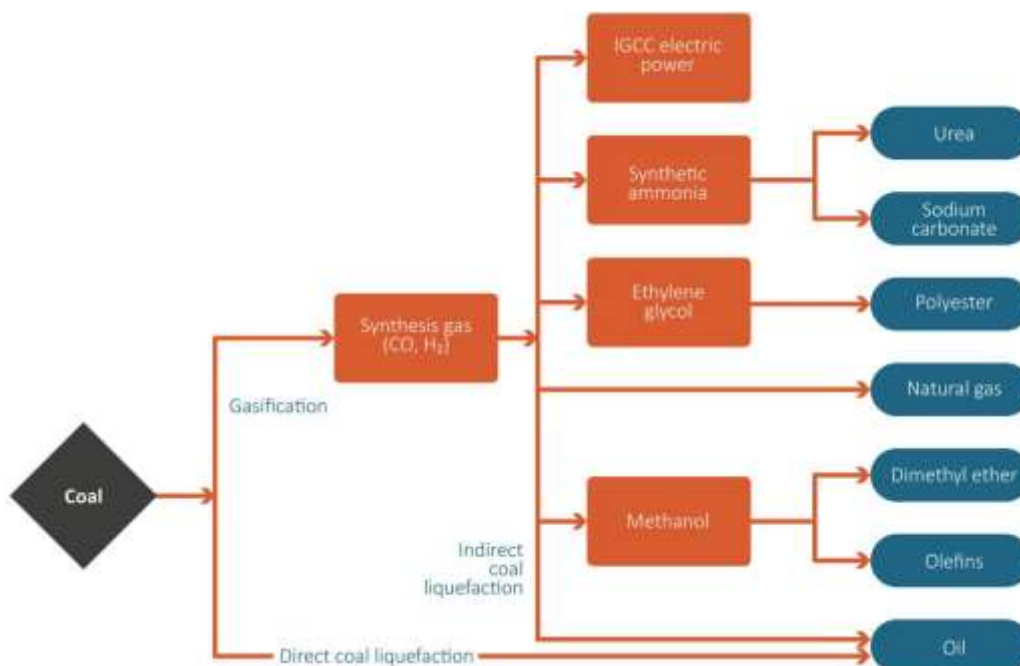 IGCC electric
power
Urea
Synthetic
ammonia
Sodium
carbonate
Ethylene
glycol
Polyester
Synthesis gas
(CO, H₂)
Natural gas
Gasification
Coal
Dimethyl ether
Methanol
Indirect
coal
liquefaction
Olefins
Oil
Direct coal liquefaction